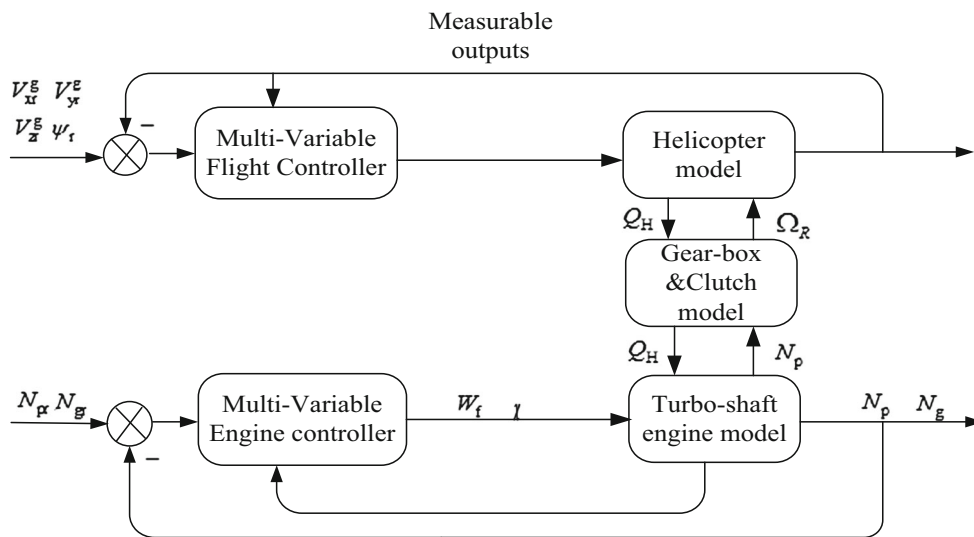 Measurable
outputs
V_xr^g V_yr^g
V_zr^g ψ_r
−
Multi-Variable
Flight Controller
Helicopter
model
Q_H Ω_R
Gear-box
&Clutch
model
Q_H N_p
N_pr N_gr
−
Multi-Variable
Engine controller
W_f χ
Turbo-shaft
engine model
N_p N_g